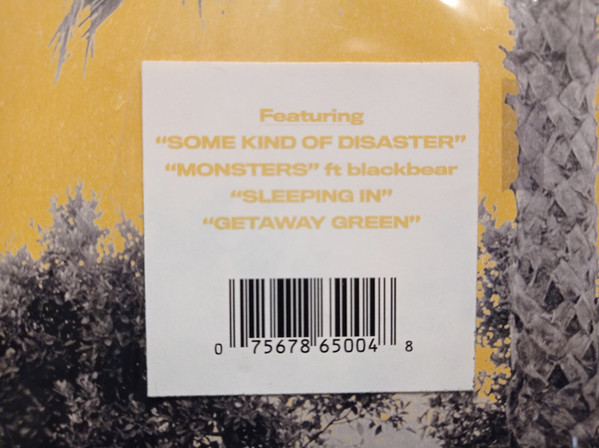 Featuring
“SOME KIND OF DISASTER”
“MONSTERS” ft blackbear
“SLEEPING IN”
“GETAWAY GREEN”
0 75678 65004 8